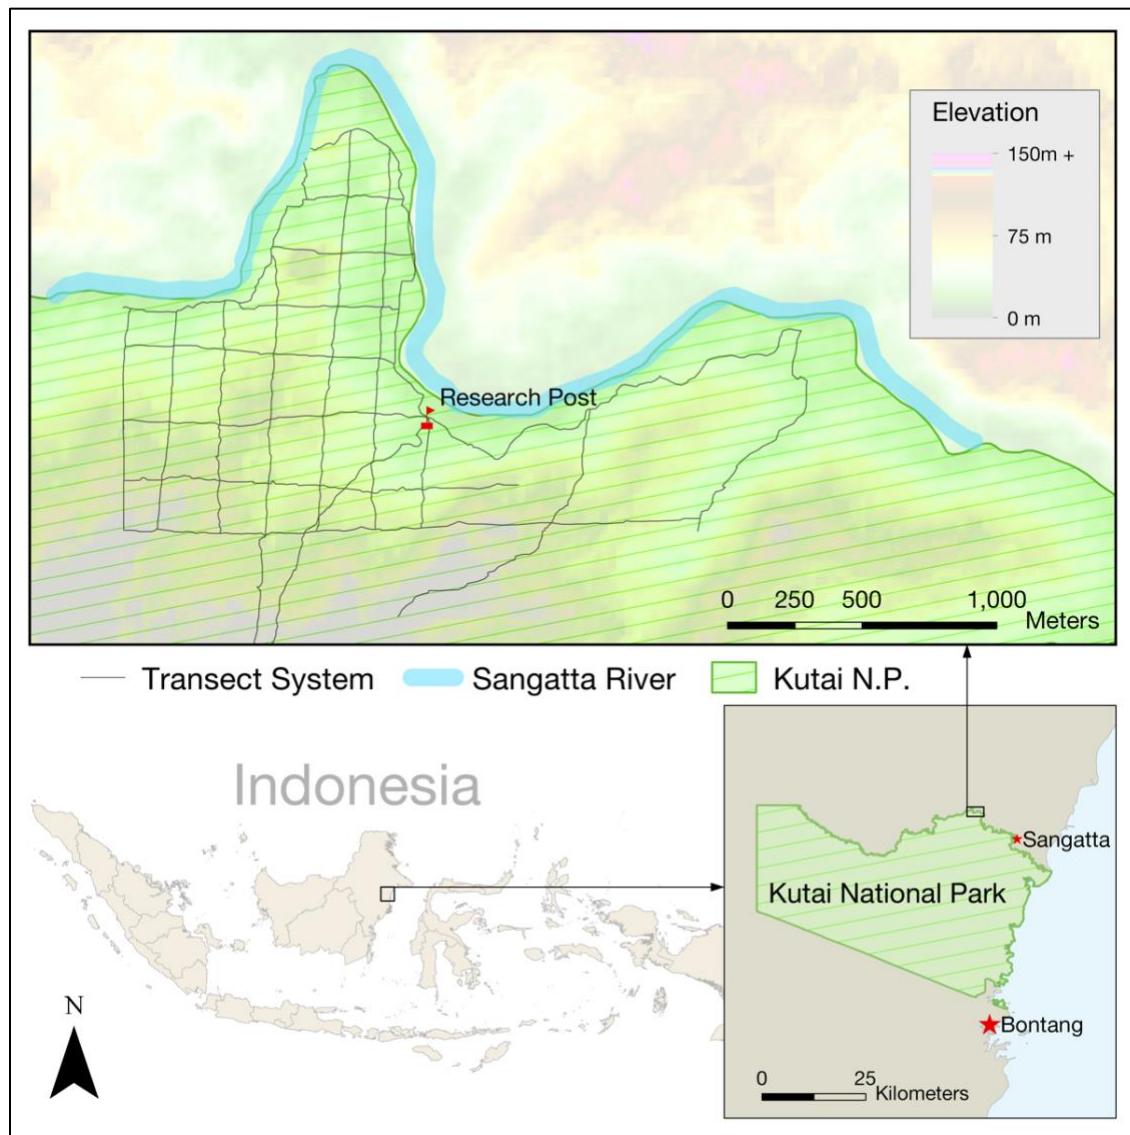 Elevation
150m +
75 m
0 m
Research Post
0 250 500 1,000
Meters
Transect System Sangatta River Kutai N.P.
Indonesia
Sangatta
Kutai National Park
N
Bontang
0 25
Kilometers